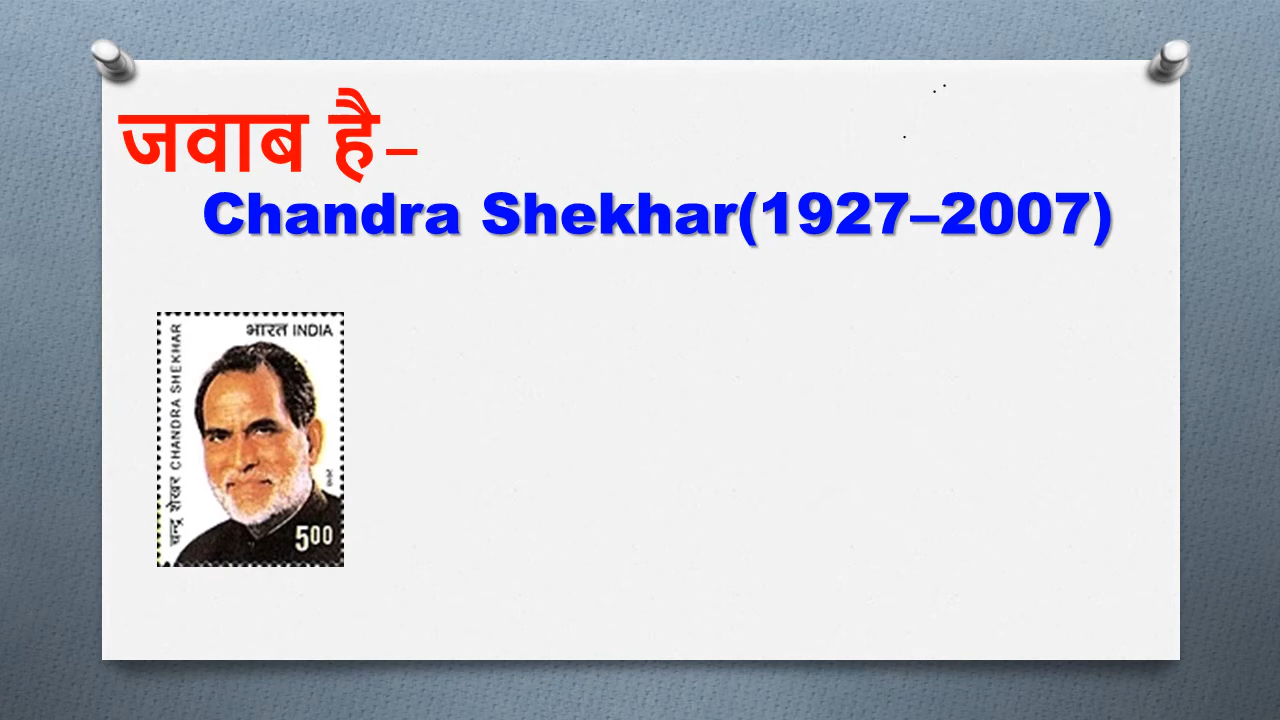 जवाब है–
Chandra Shekhar(1927–2007)
भारत INDIA
चन्द्र शेखर CHANDRA SHEKHAR
500